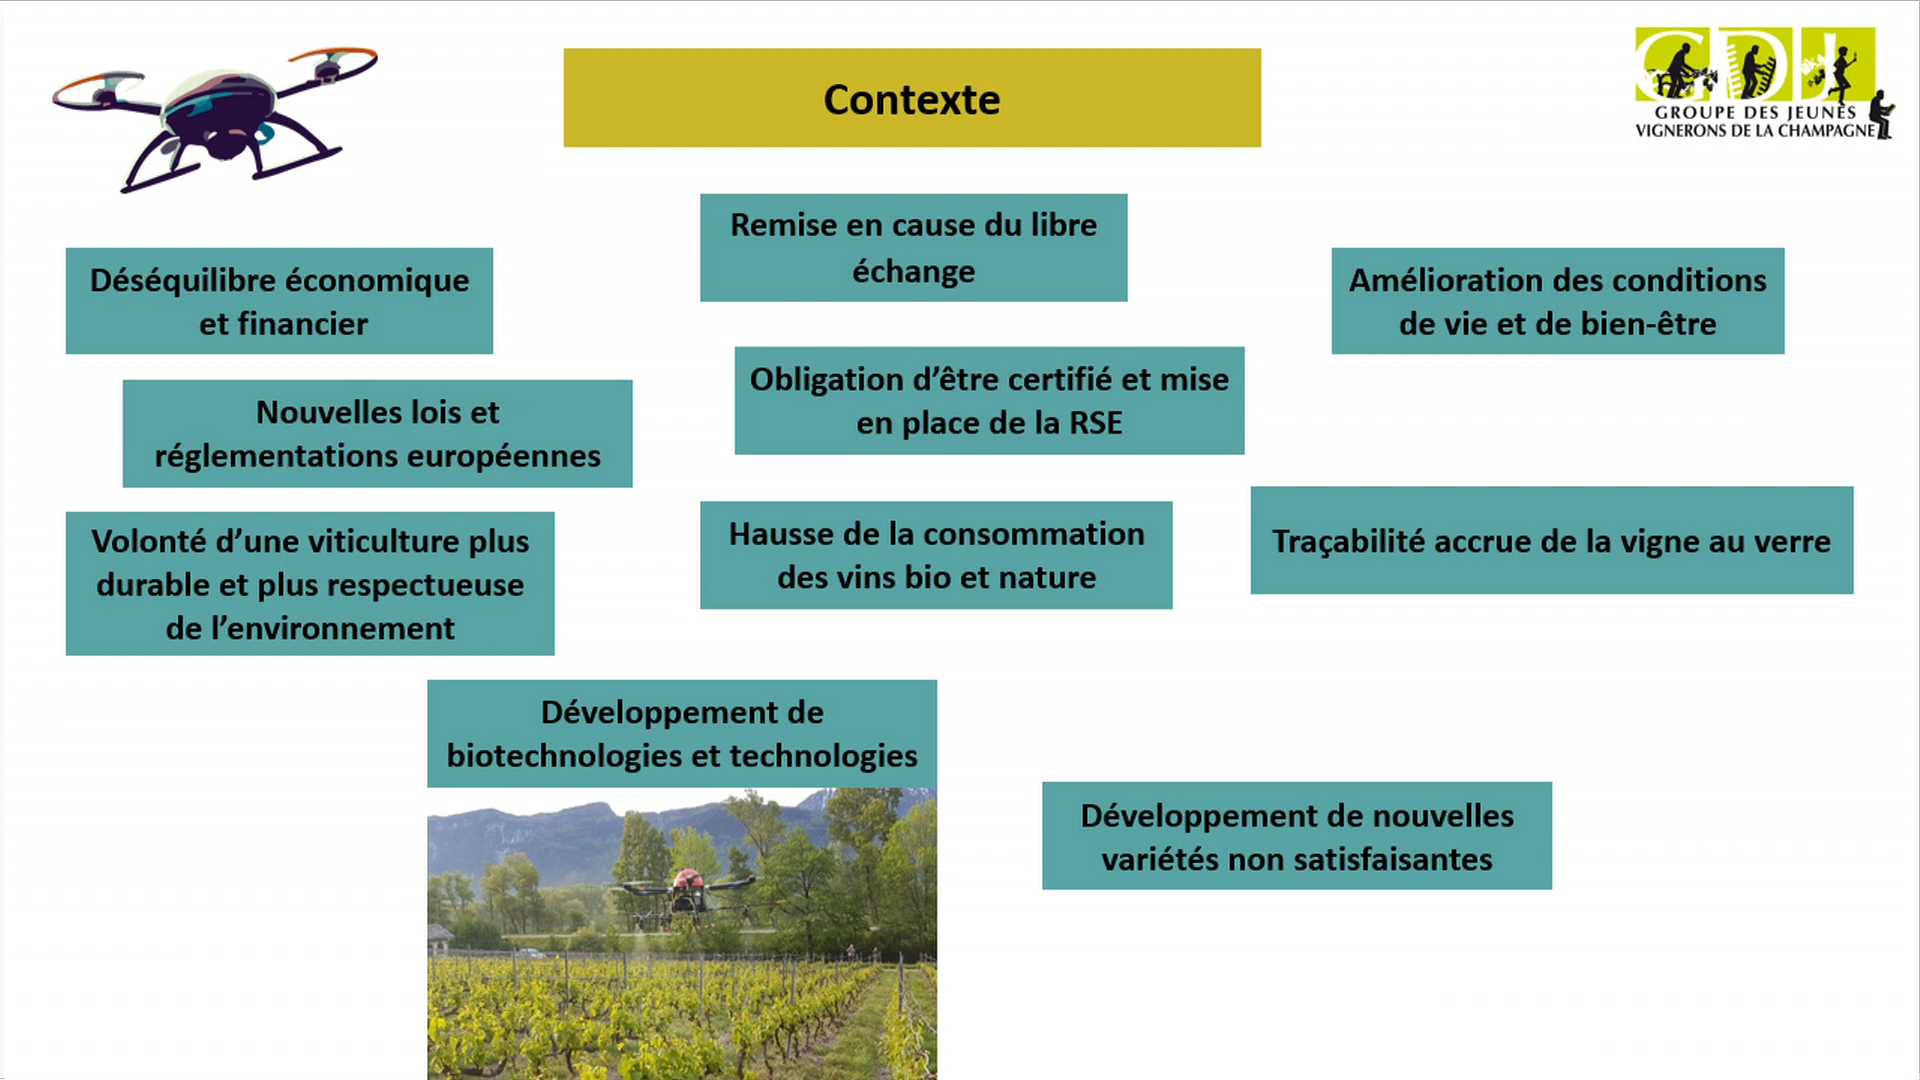 Contexte
GDJ
GROUPE DES JEUNES
VIGNERONS DE LA CHAMPAGNE
Remise en cause du libre
échange
Déséquilibre économique
et financier
Amélioration des conditions
de vie et de bien-être
Obligation d’être certifié et mise
en place de la RSE
Nouvelles lois et
réglementations européennes
Volonté d’une viticulture plus
durable et plus respectueuse
de l’environnement
Hausse de la consommation
des vins bio et nature
Traçabilité accrue de la vigne au verre
Développement de
biotechnologies et technologies
Développement de nouvelles
variétés non satisfaisantes